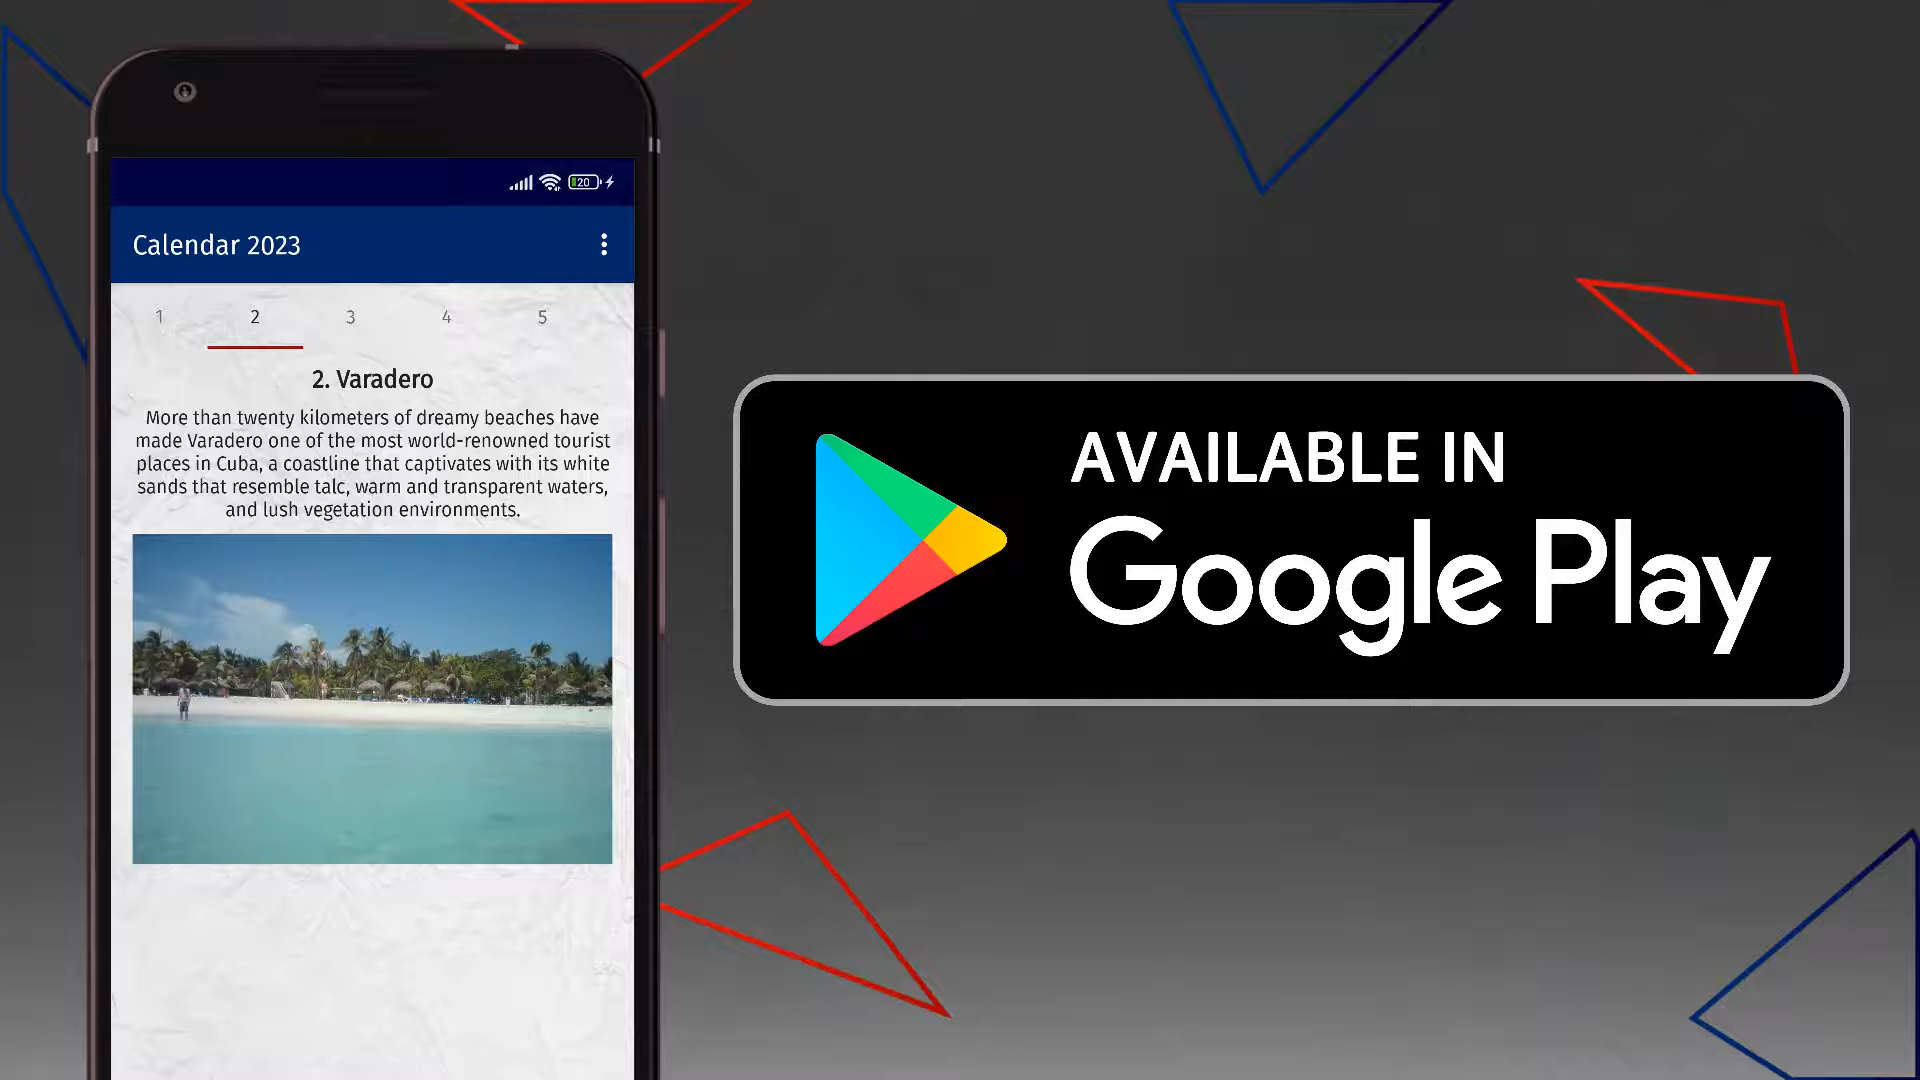 20
Calendar 2023
1 2 3 4 5
2. Varadero
More than twenty kilometers of dreamy beaches have
made Varadero one of the most world-renowned tourist
places in Cuba, a coastline that captivates with its white
sands that resemble talc, warm and transparent waters,
and lush vegetation environments.
AVAILABLE IN
Google Play